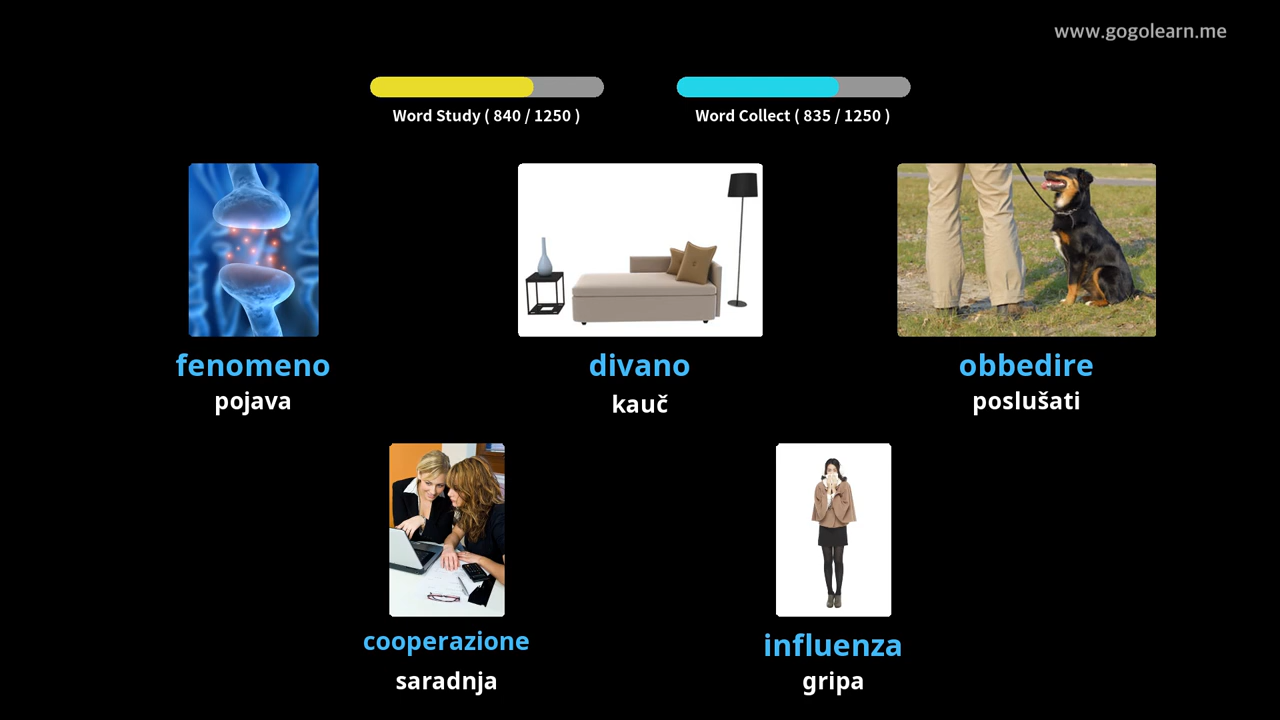 www.gogolearn.me
Word Study ( 840 / 1250 )
Word Collect ( 835 / 1250 )
fenomeno
pojava
divano
kauč
obbedire
poslušati
cooperazione
saradnja
influenza
gripa